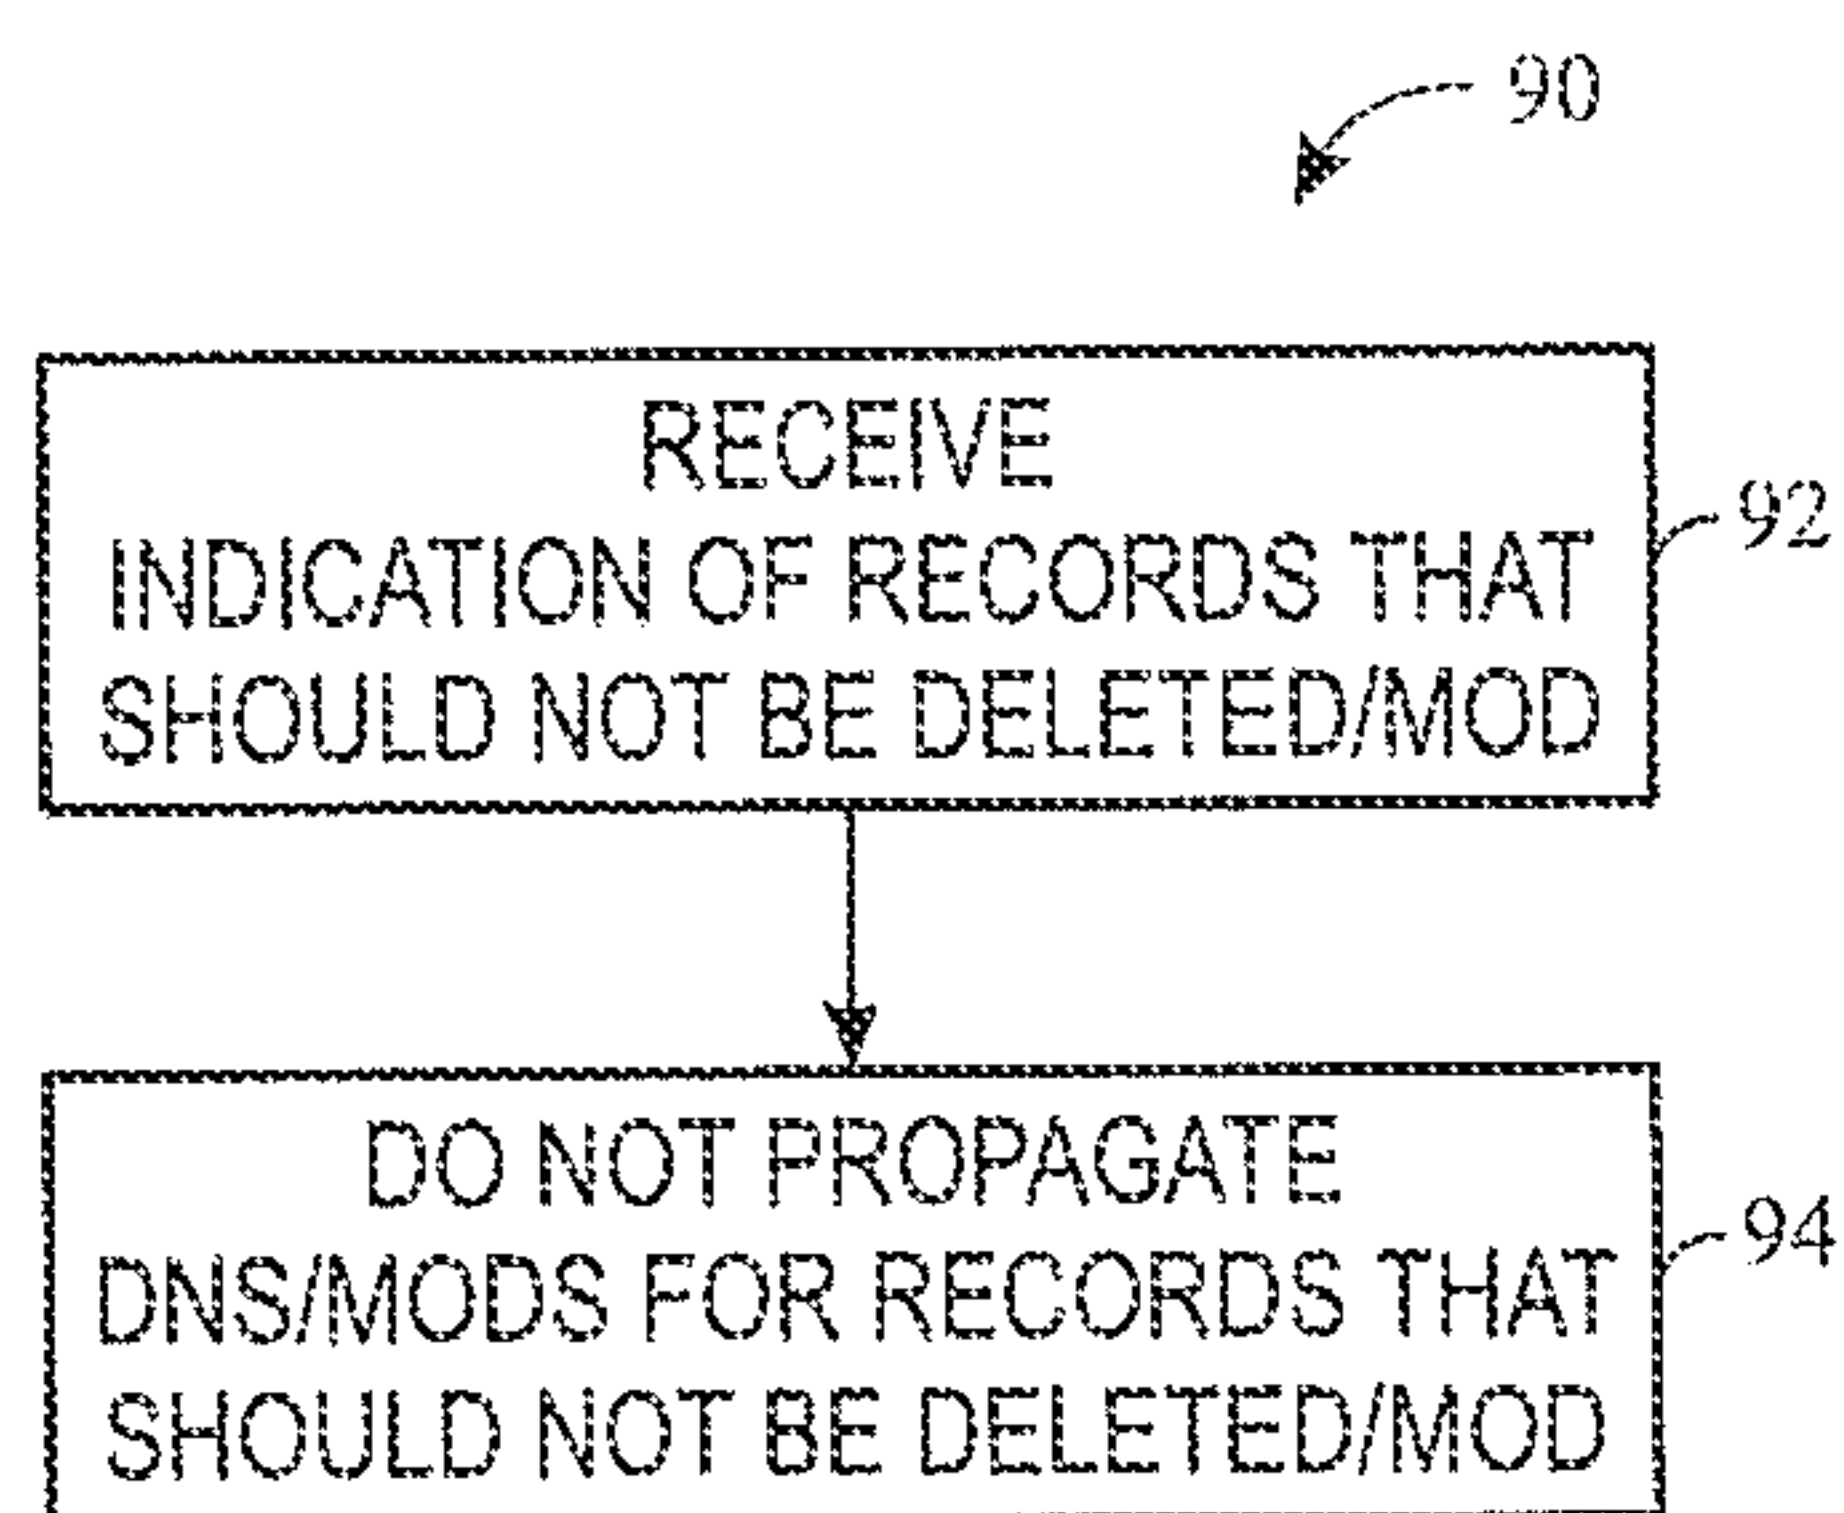 90
RECEIVE
INDICATION OF RECORDS THAT
SHOULD NOT BE DELETED/MOD
92
DO NOT PROPAGATE
DNS/MODS FOR RECORDS THAT
SHOULD NOT BE DELETED/MOD
94